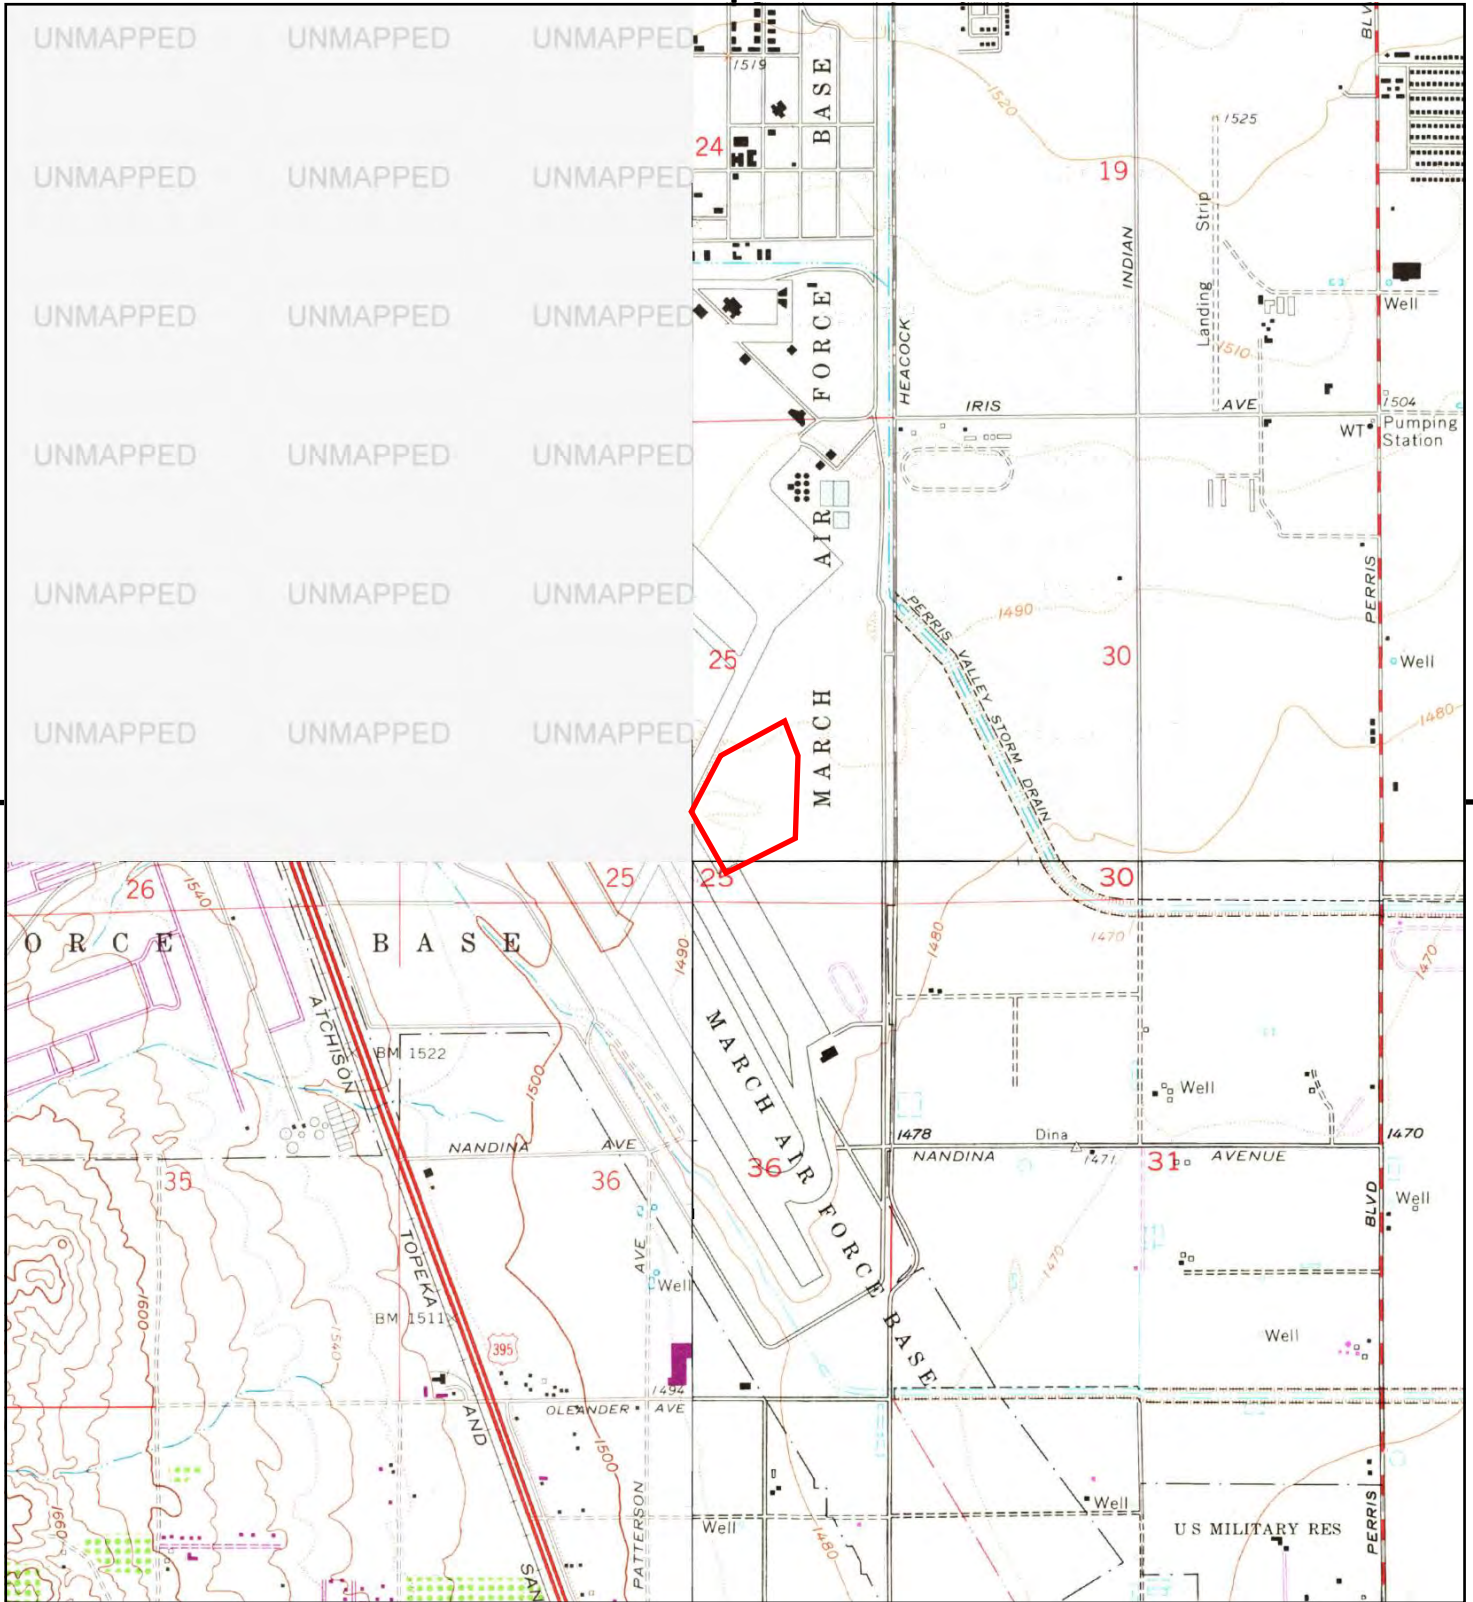 UNMAPPED UNMAPPED UNMAPPED
UNMAPPED UNMAPPED UNMAPPED
UNMAPPED UNMAPPED UNMAPPED
UNMAPPED UNMAPPED UNMAPPED
UNMAPPED UNMAPPED UNMAPPED
UNMAPPED UNMAPPED UNMAPPED
BLV
1519
BASE
1520
1525
24
19
Landing Strip
INDIAN
Well
FORCE
HEACOCK
1510
IRIS
AVE
1504
WT
Pumping
Station
AIR
PERRIS
1490
PERRIS VALLEY STORM DRAIN
25
30
Well
MARCH
1480
26
1540
25
25
30
ORCE BASE
1490
1480
1470
1470
ATCHISON
MARCH AIR FORCE BASE
BM 1522
1500
Well
NANDINA AVE
1478
Dina
1470
NANDINA
1471
31
AVENUE
35
36
36
BLVD
Well
TOPEKA
AVE
1470
Well
1600
1540
BM 1511
395
Well
1494
OLEANDER AVE
AND
1500
PATTERSON
Well
1480
Well
US MILITARY RES
PERRIS
1660
SAN